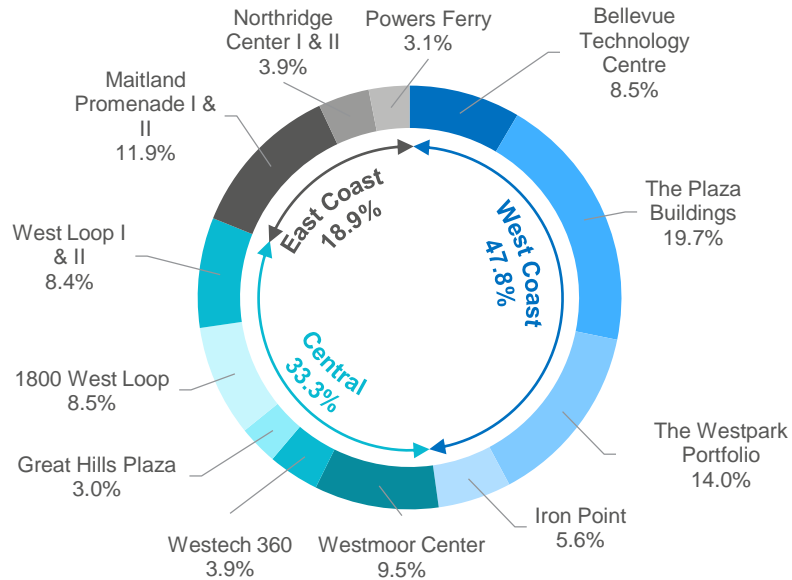 Northridge
Center I & II
3.9%
Powers Ferry
3.1%
Bellevue
Technology
Centre
8.5%
Maitland
Promenade I &
II
11.9%
East Coast
18.9%
West Coast
47.8%
The Plaza
Buildings
19.7%
West Loop I
& II
8.4%
Central
33.3%
1800 West Loop
8.5%
Great Hills Plaza
3.0%
The Westpark
Portfolio
14.0%
Westech 360
3.9%
Westmoor Center
9.5%
Iron Point
5.6%